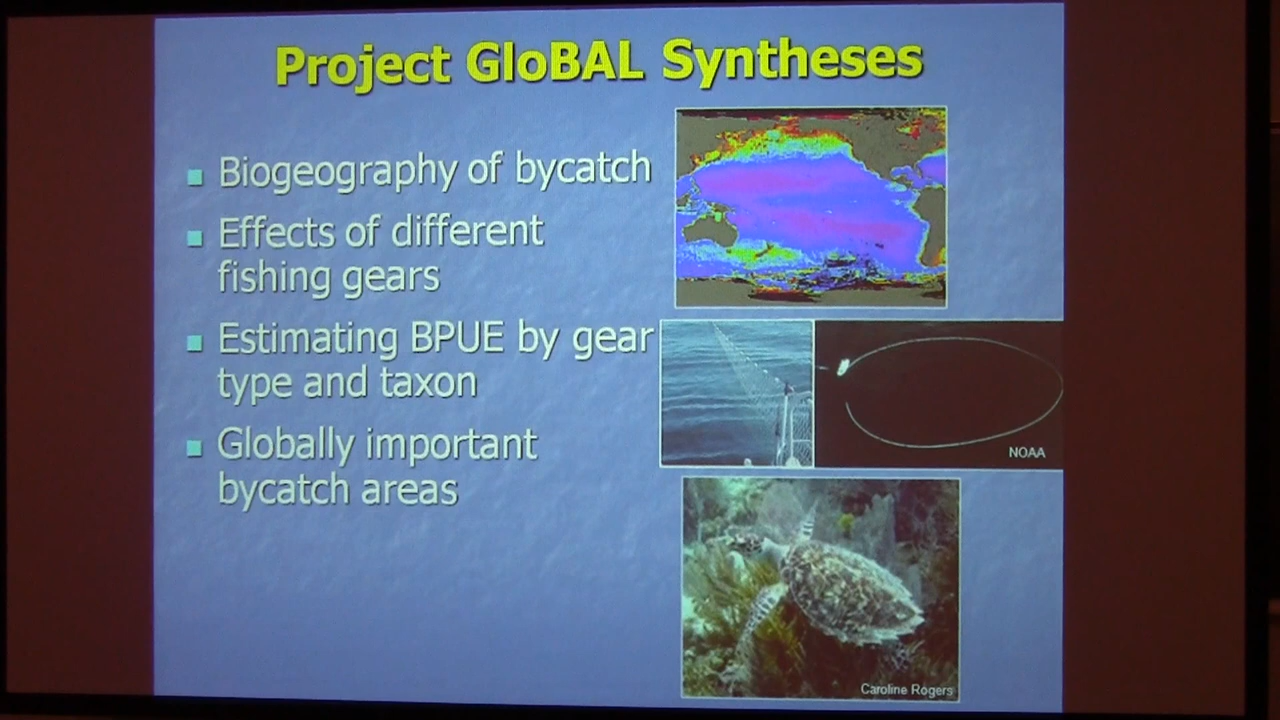 Project GloBAL Syntheses
Biogeography of bycatch
Effects of different
fishing gears
Estimating BPUE by gear
type and taxon
Globally important
bycatch areas
NOAA
Caroline Rogers